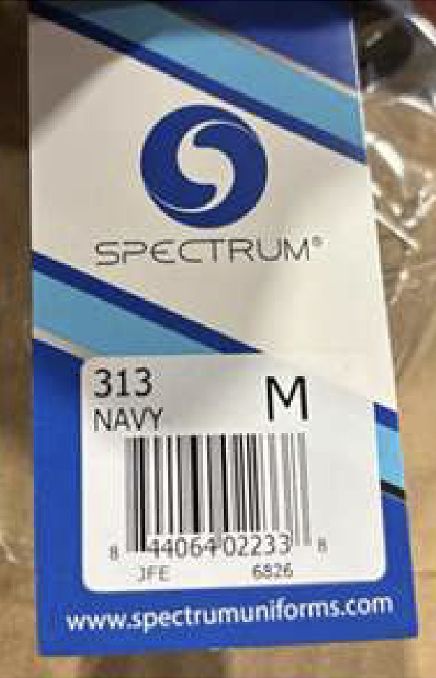 SPECTRUM®
313
NAVY
M
8 44064 02233 8
JFE 6826
www.spectrumuniforms.com